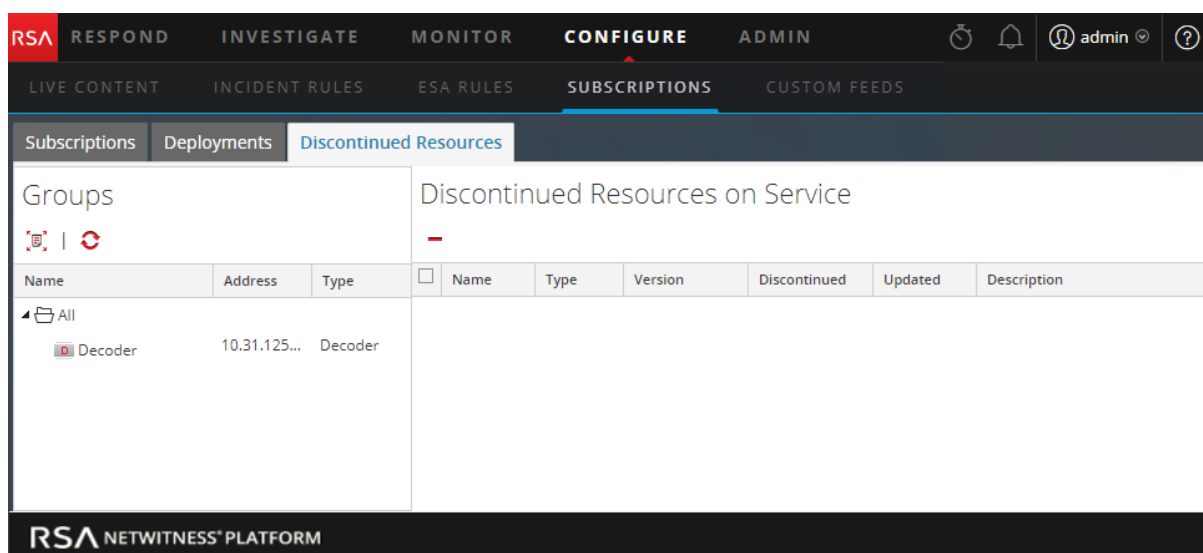 RSA RESPOND INVESTIGATE MONITOR CONFIGURE ADMIN admin ?
LIVE CONTENT INCIDENT RULES ESA RULES SUBSCRIPTIONS CUSTOM FEEDS
Subscriptions Deployments Discontinued Resources
Groups
Discontinued Resources on Service
Name Address Type Name Type Version Discontinued Updated Description
All
D Decoder 10.31.125... Decoder
RSA NETWITNESS® PLATFORM